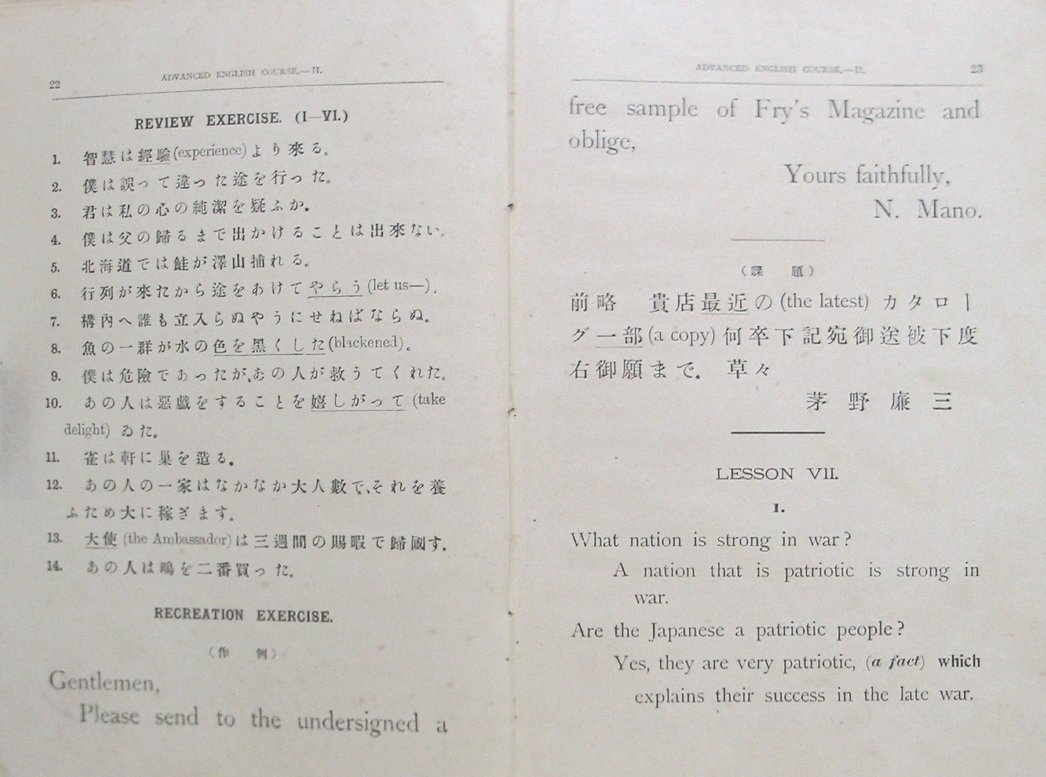 22
ADVANCED ENGLISH COURSE.—II.
REVIEW EXERCISE. (I—VI.)
1. 智慧は經驗(experience)より來る。
2. 僕は誤って違った途を行った。
3. 君は私の心の純潔を疑ふか。
4. 僕は父の歸るまで出かけることは出來ない。
5. 北海道では鮭が澤山捕れる。
6. 行列が來たから途をあけてやらう(let us—)。
7. 構內へ誰も立入らぬやうにせねばならぬ。
8. 魚の一群が水の色を黑くした(blackened)。
9. 僕は危險であったが、あの人が救うてくれた。
10. あの人は惡戲をすることを嬉しがって (take
delight) ゐた。
11. 雀は軒に巢を造る。
12. あの人の一家はなかなか大人數で、それを養
ふため大に稼ぎます。
13. 大使 (the Ambassador)は三週間の賜暇で歸國す。
14. あの人は鴫を二番買った。
RECREATION EXERCISE.
(作例)
Gentlemen,
Please send to the undersigned a
ADVANCED ENGLISH COURSE.—II.
23
free sample of Fry's Magazine and
oblige,
Yours faithfully,
N. Mano.
(課題)
前略 貴店最近の (the latest) カタロー
グ一部 (a copy) 何卒下記宛御送被下度
右御願まで。 草々
茅野廉三
LESSON VII.
1.
What nation is strong in war?
A nation that is patriotic is strong in
war.
Are the Japanese a patriotic people?
Yes, they are very patriotic, (a fact) which
explains their success in the late war.